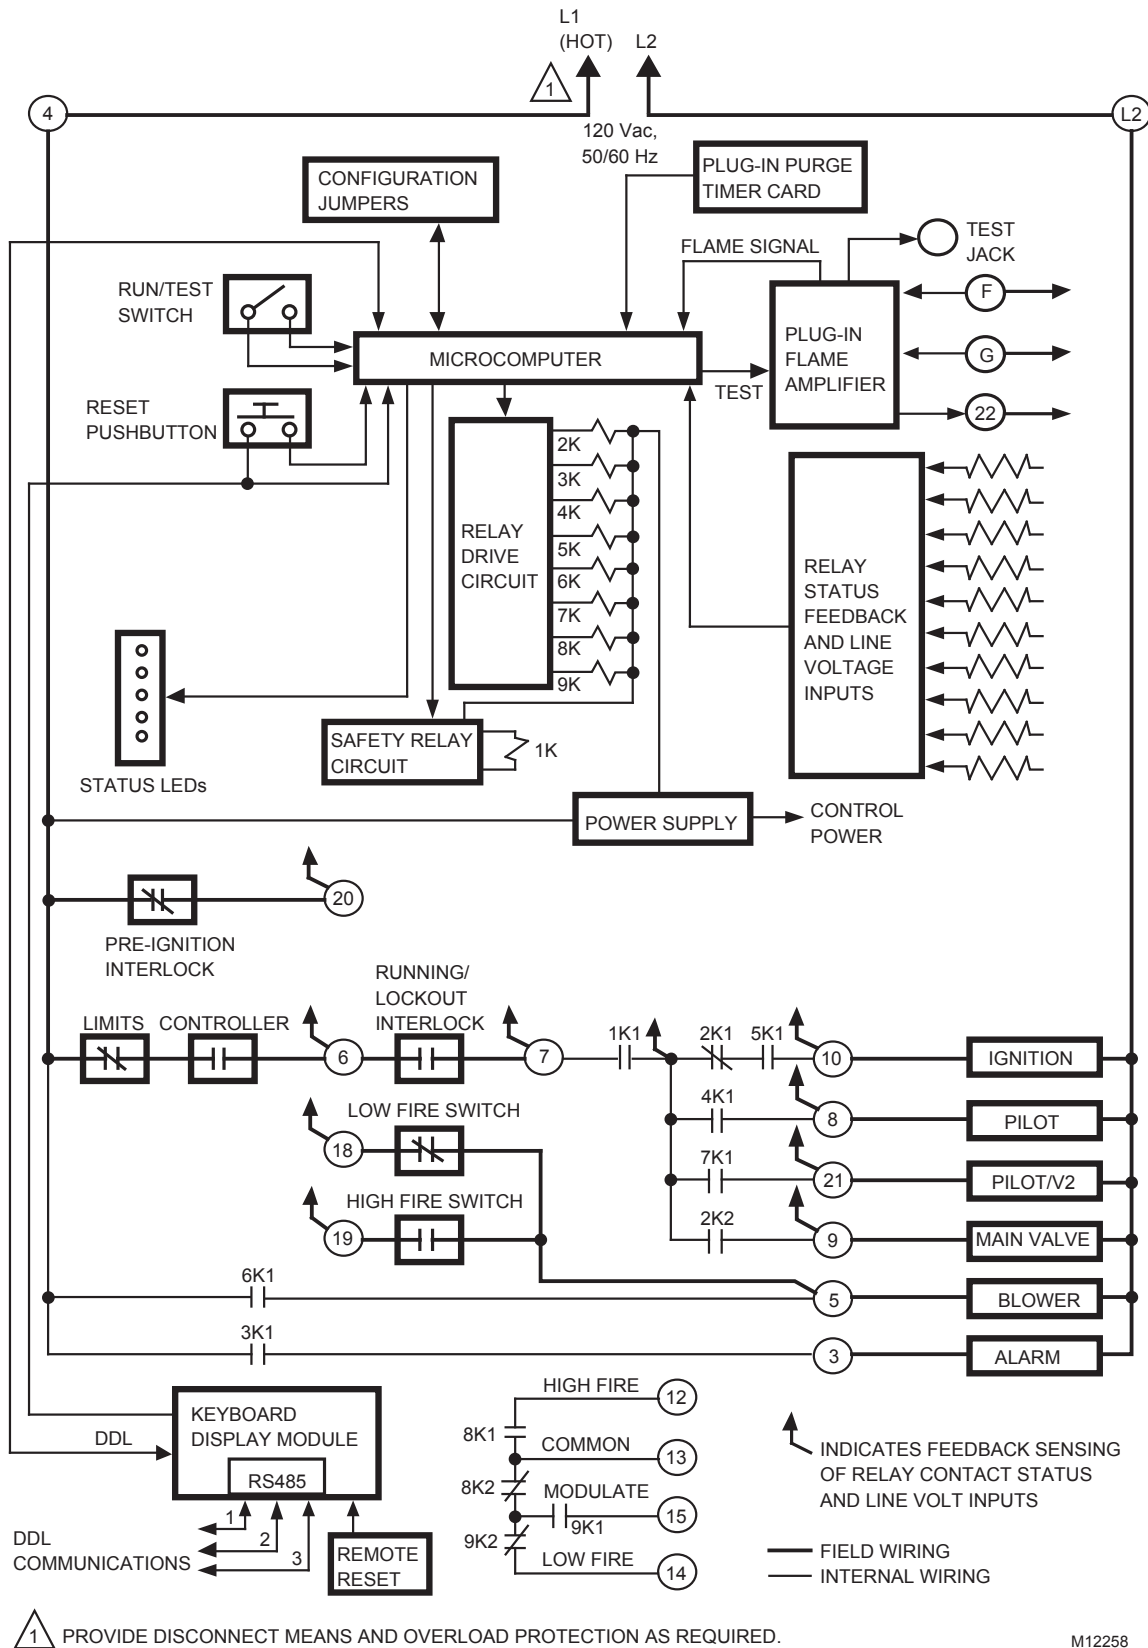 L1
(HOT) L2
1
4
L2
120 Vac,
50/60 Hz
CONFIGURATION
JUMPERS
PLUG-IN PURGE
TIMER CARD
FLAME SIGNAL
TEST
JACK
RUN/TEST
SWITCH
F
MICROCOMPUTER
PLUG-IN
FLAME
AMPLIFIER
G
TEST
22
RESET
PUSHBUTTON
RELAY
DRIVE
CIRCUIT
2K
3K
4K
5K
6K
7K
8K
9K
RELAY
STATUS
FEEDBACK
AND LINE
VOLTAGE
INPUTS
STATUS LEDs
SAFETY RELAY
CIRCUIT
1K
POWER SUPPLY
CONTROL
POWER
20
PRE-IGNITION
INTERLOCK
LIMITS
CONTROLLER
RUNNING/
LOCKOUT
INTERLOCK
6
7
1K1
2K1
5K1
10
IGNITION
LOW FIRE SWITCH
18
4K1
8
PILOT
7K1
21
PILOT/V2
HIGH FIRE SWITCH
19
2K2
9
MAIN VALVE
6K1
5
BLOWER
3K1
3
ALARM
KEYBOARD
DISPLAY MODULE
RS485
DDL
1
2
3
DDL
COMMUNICATIONS
REMOTE
RESET
HIGH FIRE
12
8K1
COMMON
13
8K2
MODULATE
15
9K1
9K2
LOW FIRE
14
INDICATES FEEDBACK SENSING
OF RELAY CONTACT STATUS
AND LINE VOLT INPUTS
FIELD WIRING
INTERNAL WIRING
1 PROVIDE DISCONNECT MEANS AND OVERLOAD PROTECTION AS REQUIRED.
M12258